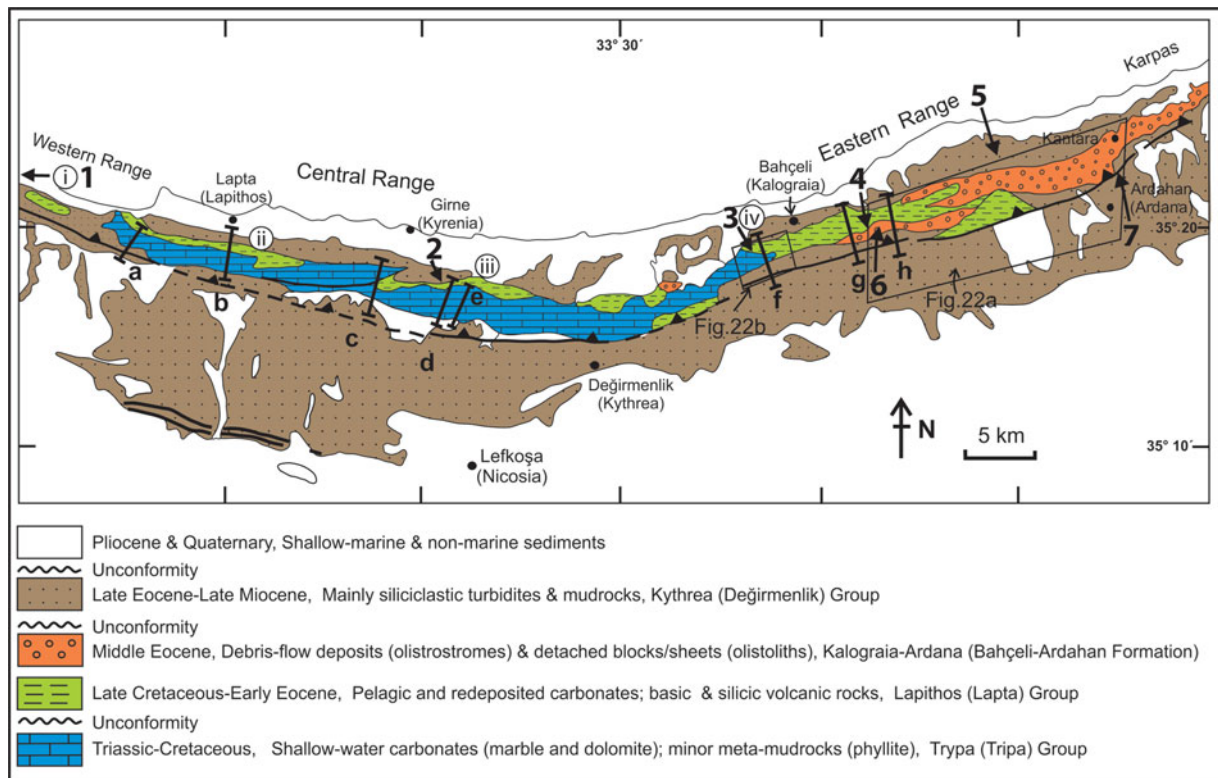 33° 30´
Karpas
5
Eastern Range
Kantara
Western Range
i 1
Lapta
(Lapithos)
Central Range
Girne
(Kyrenia)
Bahçeli
(Kalograia)
4
Ardahan
(Ardana)
35° 20
2
3 iv
7
ii
iii
a
b
c
d
e
f
g
6
h
Fig.22a
Fig.22b
Değirmenlik
(Kythrea)
N
5 km
35° 10´
Lefkoşa
(Nicosia)
Pliocene & Quaternary, Shallow-marine & non-marine sediments
Unconformity
Late Eocene-Late Miocene, Mainly siliciclastic turbidites & mudrocks, Kythrea (Değirmenlik) Group
Unconformity
Middle Eocene, Debris-flow deposits (olistrostromes) & detached blocks/sheets (olistoliths), Kalograia-Ardana (Bahçeli-Ardahan Formation)
Late Cretaceous-Early Eocene, Pelagic and redeposited carbonates; basic & silicic volcanic rocks, Lapithos (Lapta) Group
Unconformity
Triassic-Cretaceous, Shallow-water carbonates (marble and dolomite); minor meta-mudrocks (phyllite), Trypa (Tripa) Group